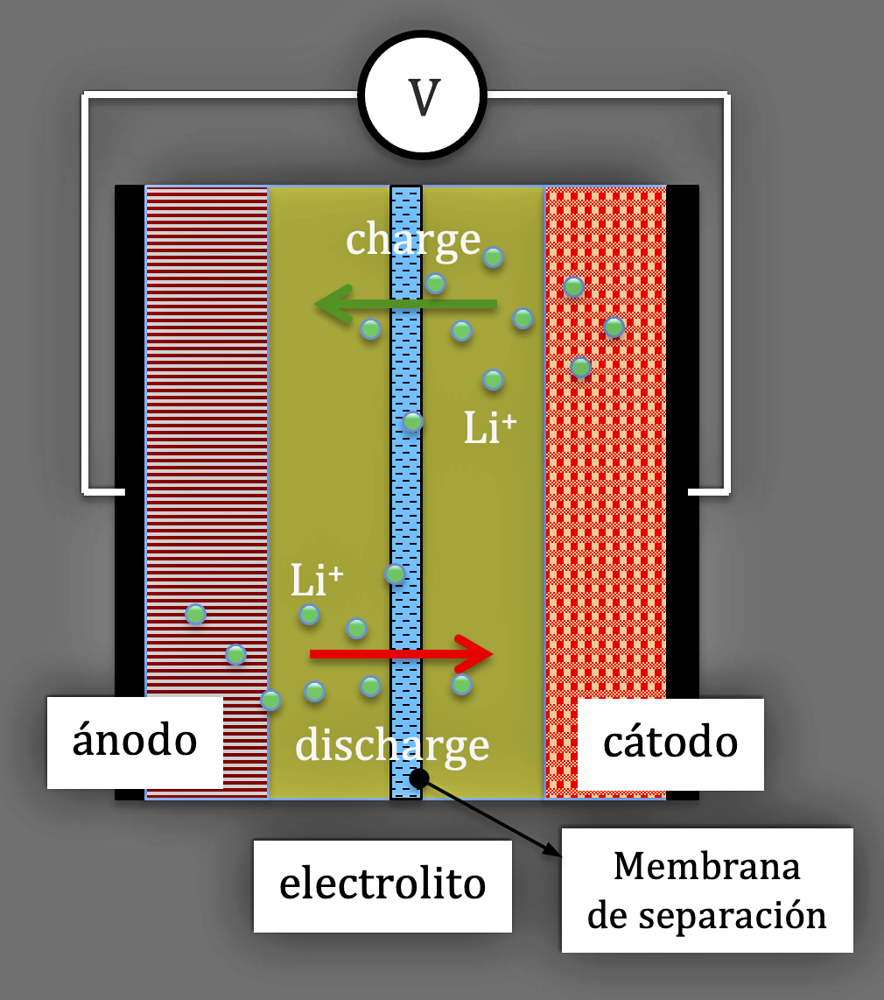 V
charge
Li⁺
Li⁺
discharge
ánodo
cátodo
electrolito
Membrana
de separación